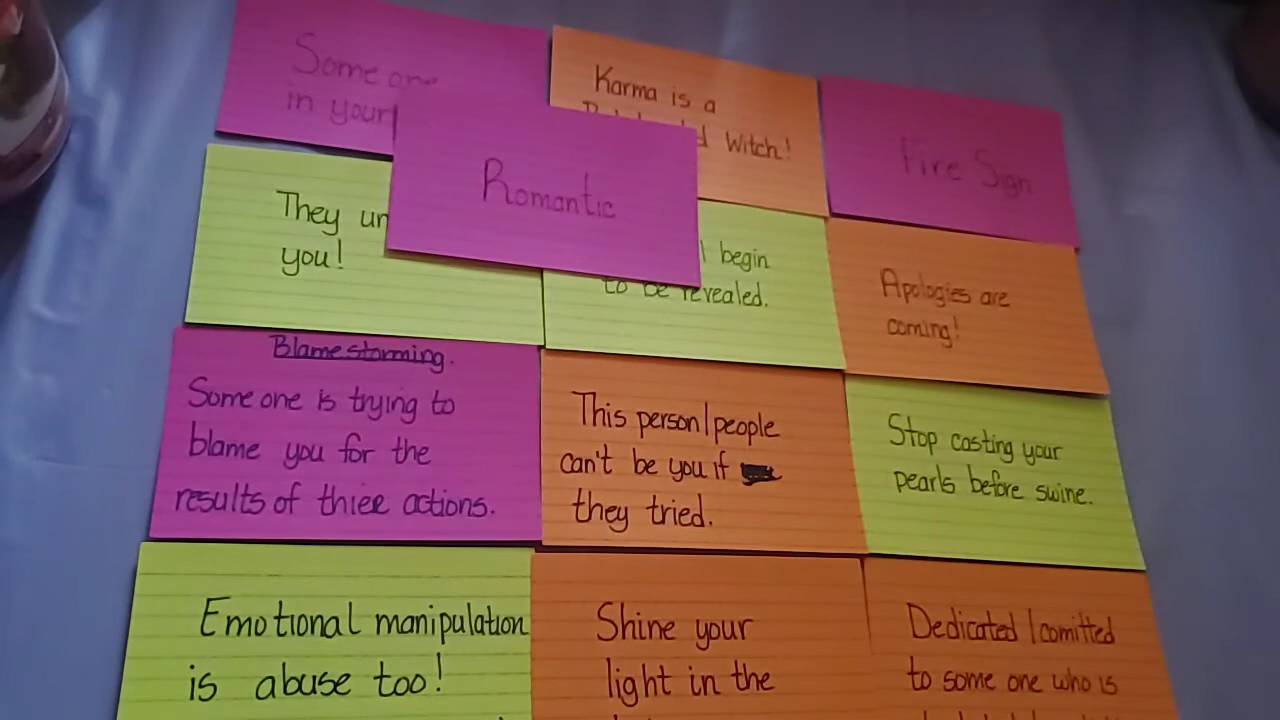 Some one
in your
Karma is a
Witch!
Fire Sign
Romantic
They un
you!
begin
to be revealed.
Apologies are
coming!
Blamestorming.
Some one is trying to
blame you for the
results of thier actions.
This person/people
can't be you if
they tried.
Stop casting your
pearls before swine.
Emotional manipulation
is abuse too!
Shine your
light in the
Dedicated/comitted
to some one who is